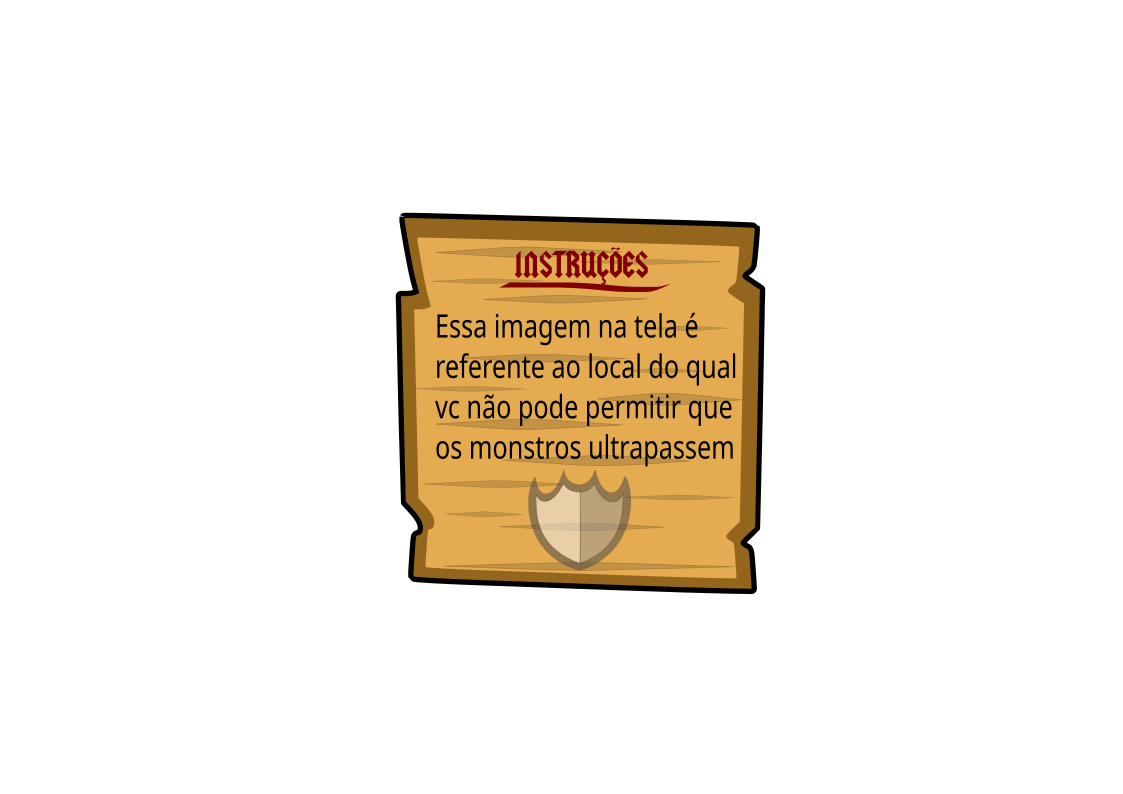 INSTRUÇÕES
Essa imagem na tela é
referente ao local do qual
vc não pode permitir que
os monstros ultrapassem